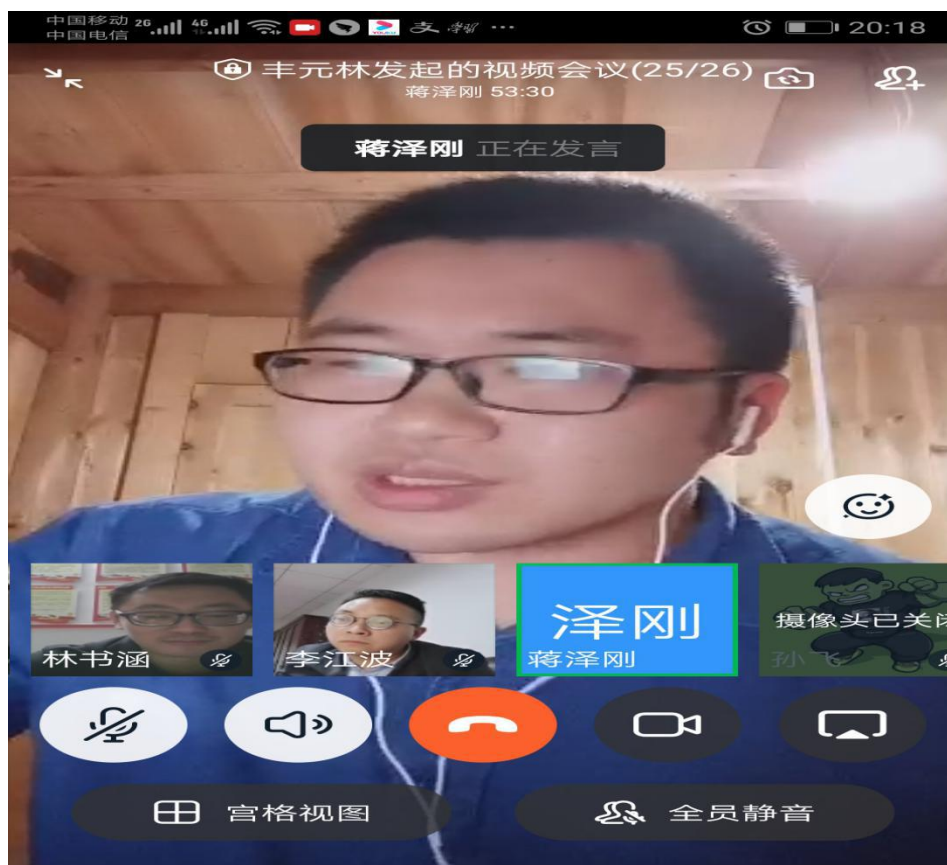 中国移动 2G 4G 20:18
中国电信
丰元林发起的视频会议(25/26)
蒋泽刚 53:30
蒋泽刚 正在发言
泽刚
摄像头已关闭
林书涵
李江波
蒋泽刚
孙飞
宫格视图
全员静音